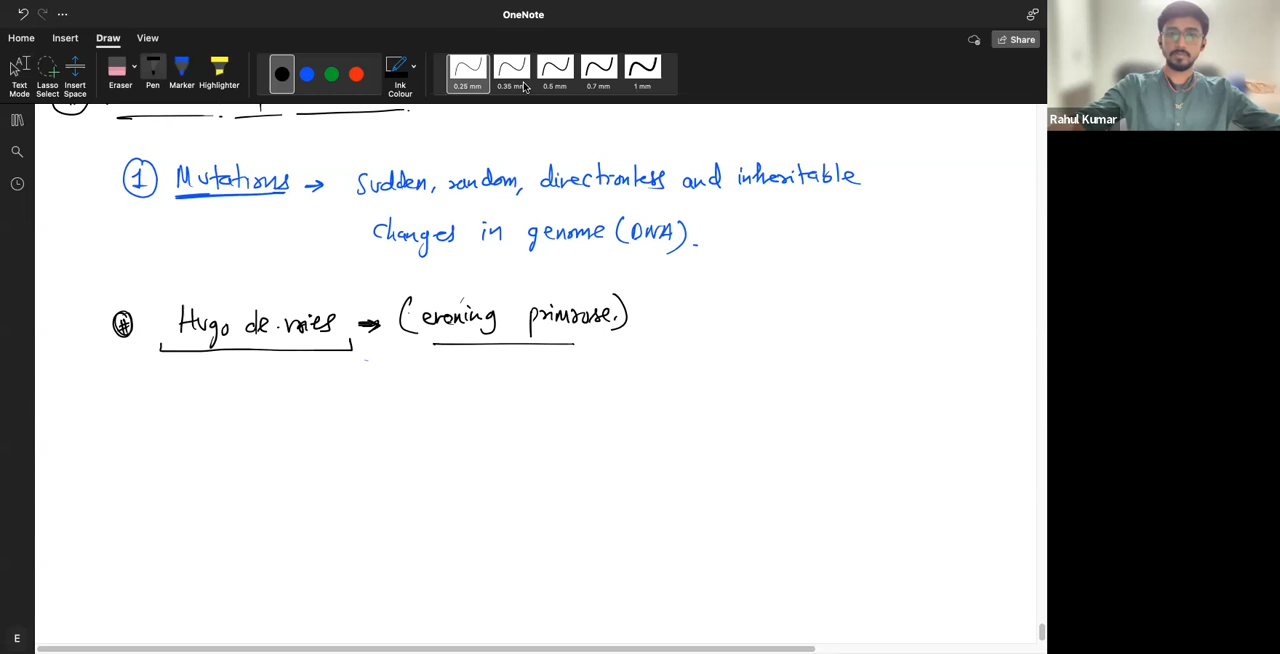 OneNote
Home Insert Draw View
Share
Text Mode Lasso Select Insert Space Eraser Pen Marker Highlighter Ink Colour 0.25 mm 0.35 mm 0.5 mm 0.7 mm 1 mm
Rahul Kumar
1 Mutations → Sudden, random, directionless and inheritable
changes in genome (DNA).
# Hugo de vries → (evening primrose.)
E